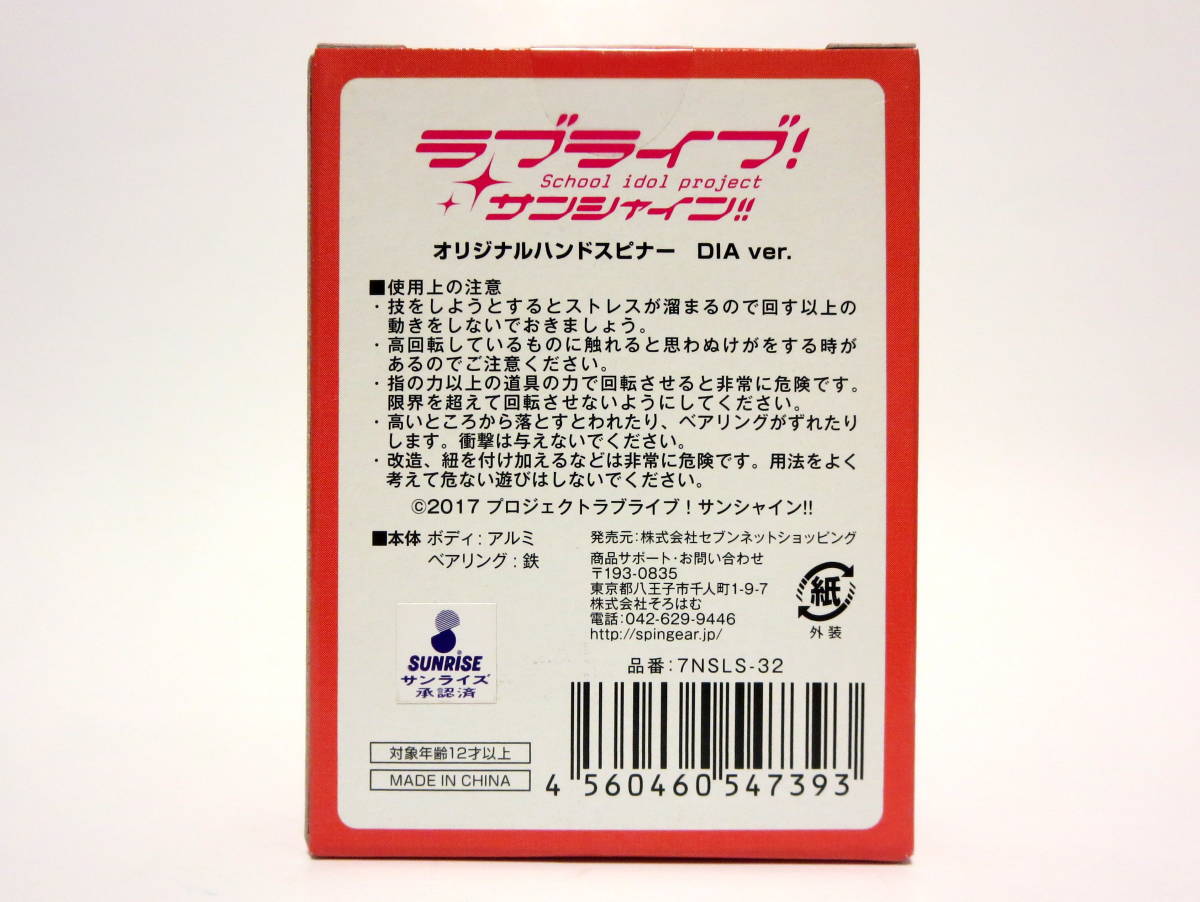 ラブライブ!
School idol project
サンシャイン!!
オリジナルハンドスピナー DIA ver.
■使用上の注意
・技をしようとするとストレスが溜まるので回す以上の
動きをしないでおきましょう。
・高回転しているものに触れると思わぬけがをする時が
あるのでご注意ください。
・指の力以上の道具の力で回転させると非常に危険です。
限界を超えて回転させないようにしてください。
・高いところから落とすとわれたり、ベアリングがずれたり
します。衝撃は与えないでください。
・改造、紐を付け加えるなどは非常に危険です。用法をよく
考えて危ない遊びはしないでください。
©2017 プロジェクトラブライブ！サンシャイン!!
■本体 ボディ: アルミ
ベアリング : 鉄
発売元: 株式会社セブンネットショッピング
商品サポート・お問い合わせ
〒193-0835
東京都八王子市千人町1-9-7
株式会社そろはむ
電話: 042-629-9446
http://spingear.jp/
紙
外装
品番: 7NSLS-32
SUNRISE
サンライズ
承認済
対象年齢12才以上
MADE IN CHINA
4 560460 547393